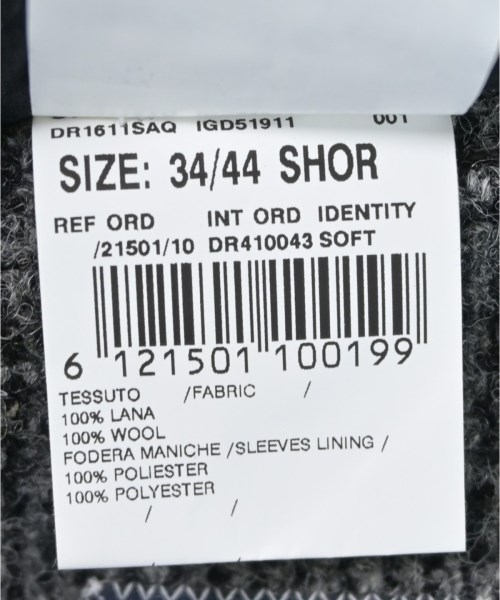 DR1611SAQ IGD51911 001
SIZE: 34/44 SHOR
REF ORD INT ORD IDENTITY
/21501/10 DR410043 SOFT
6 121501 100199
TESSUTO /FABRIC /
100% LANA
100% WOOL
FODERA MANICHE /SLEEVES LINING /
100% POLIESTER
100% POLYESTER
/ /